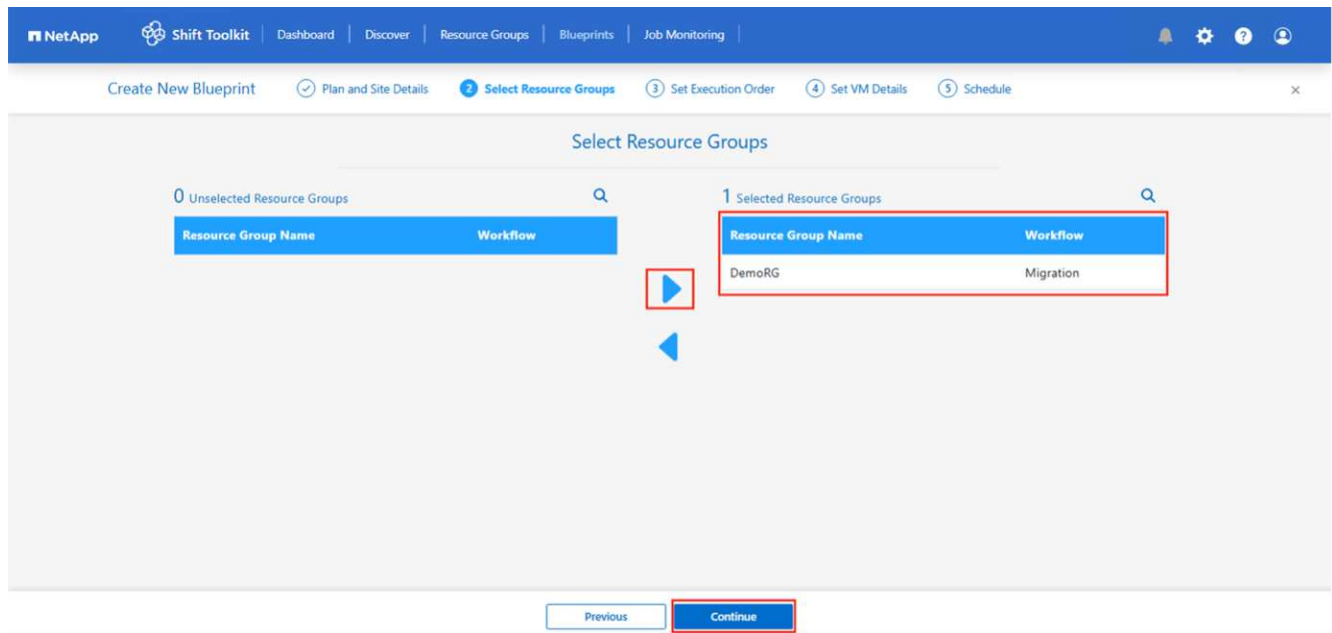 NetApp Shift Toolkit Dashboard Discover Resource Groups Blueprints Job Monitoring ?
Create New Blueprint Plan and Site Details 2 Select Resource Groups 3 Set Execution Order 4 Set VM Details 5 Schedule ×
Select Resource Groups
0 Unselected Resource Groups
Resource Group Name Workflow
1 Selected Resource Groups
Resource Group Name Workflow
DemoRG Migration
Previous Continue